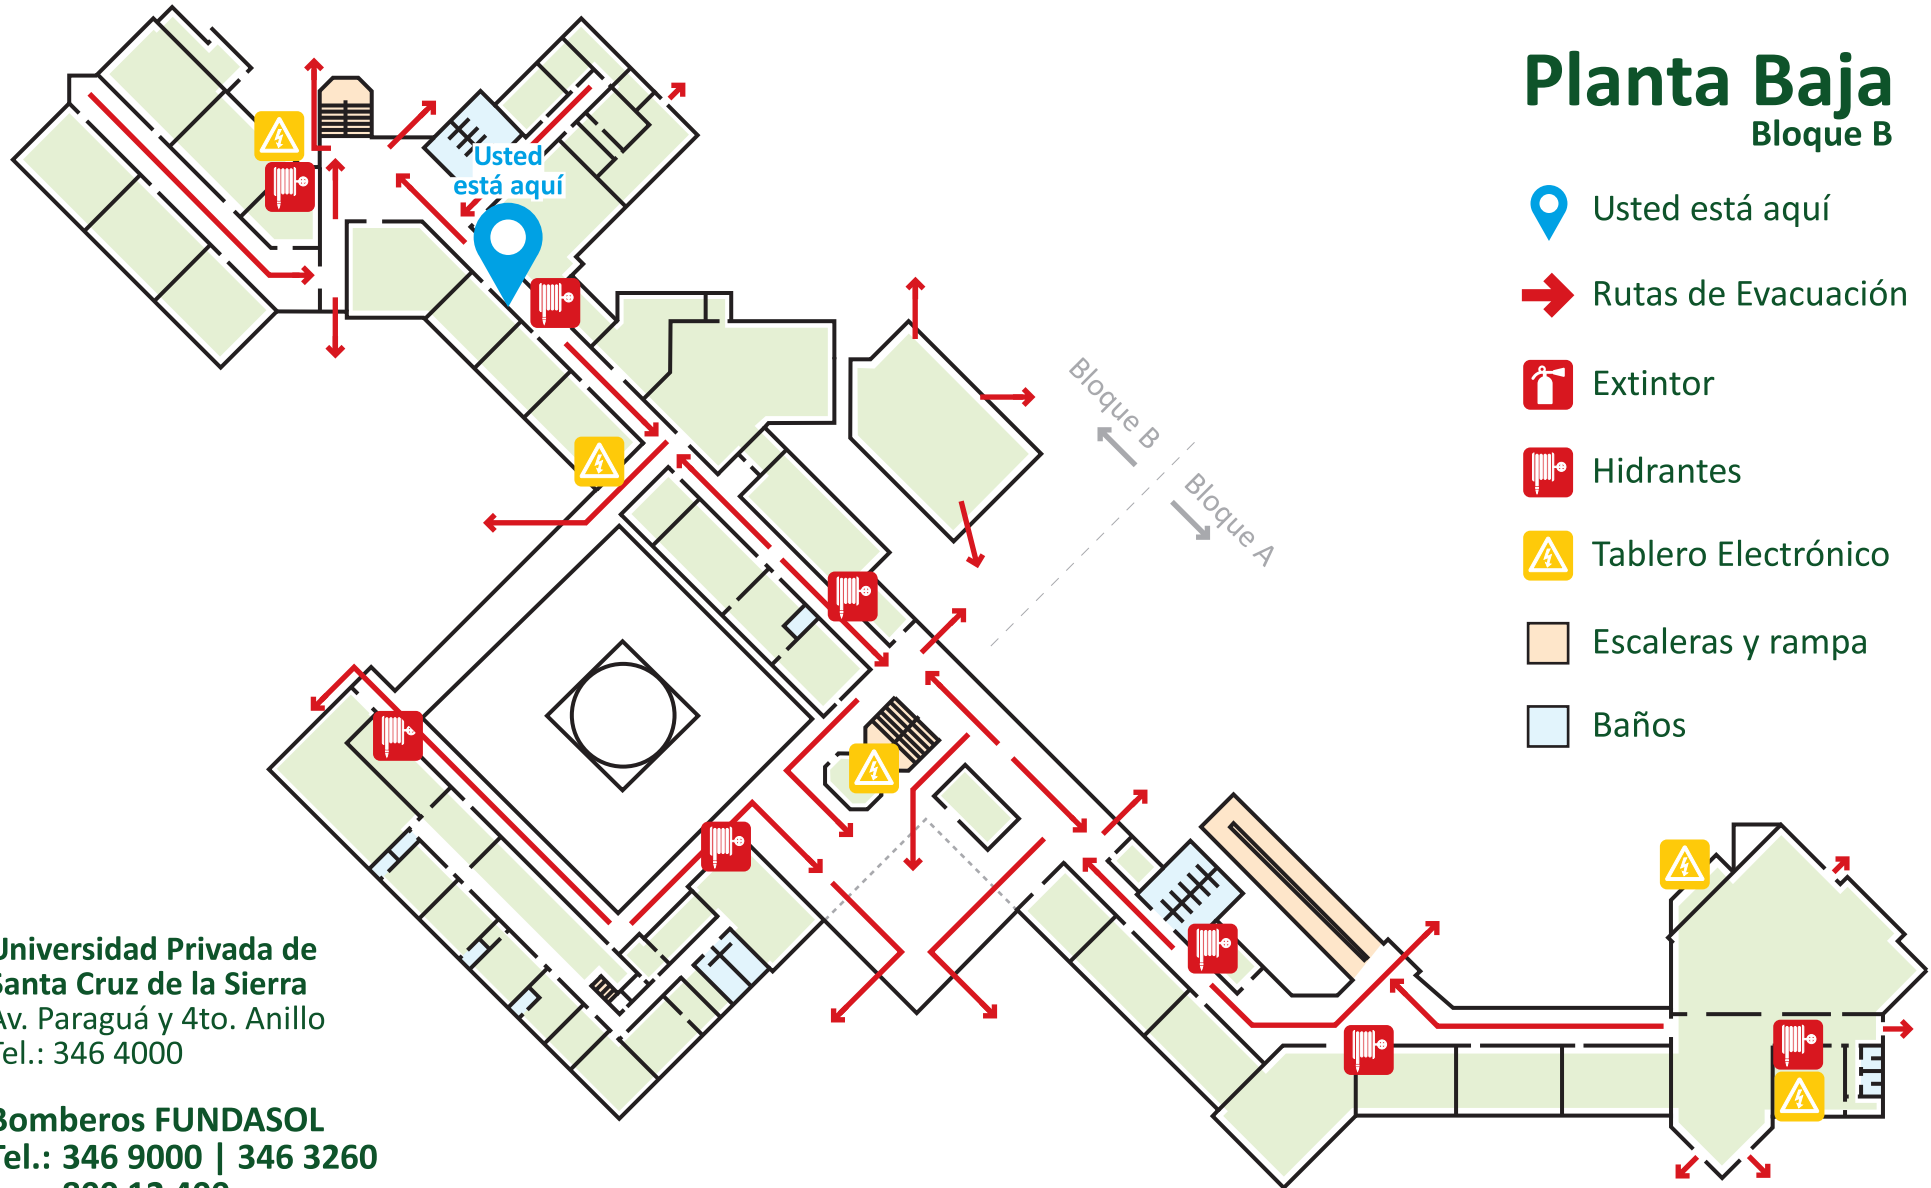 Planta Baja
Bloque B
Usted está aquí
Rutas de Evacuación
Extintor
Hidrantes
Tablero Electrónico
Escaleras y rampa
Baños
Usted
está aquí
Bloque B
Bloque A
Universidad Privada de
Santa Cruz de la Sierra
Av. Paraguá y 4to. Anillo
Tel.: 346 4000
Bomberos FUNDASOL
Tel.: 346 9000 | 346 3260